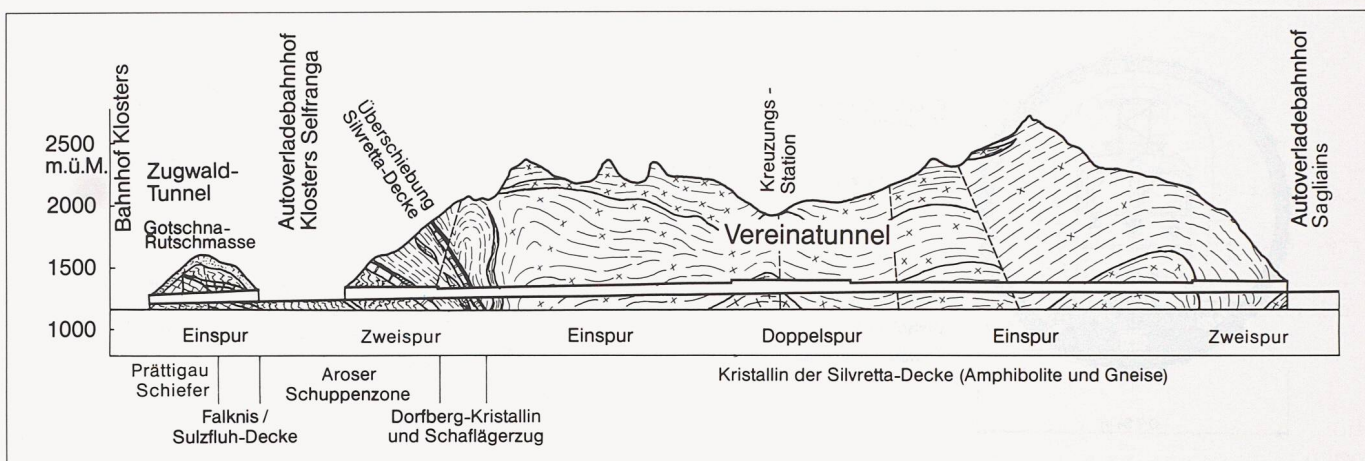 Bahnhof Klosters
2500
m.ü.M.
2000
1500
1000
Zugwald-
Tunnel
Gotschna-
Rutschmasse
Autoverladebahnhof
Klosters Selfranga
Überschiebung
Silvretta-Decke
Kreuzungs-
Station
Vereinatunnel
Autoverladebahnhof
Saglians
Einspur
Zweispur
Einspur
Doppelspur
Einspur
Zweispur
Prättigau
Schiefer
Falknis /
Sulzfluh-Decke
Aroser
Schuppenzone
Dorfberg-Kristallin
und Schaflägerzug
Kristallin der Silvretta-Decke (Amphibolite und Gneise)